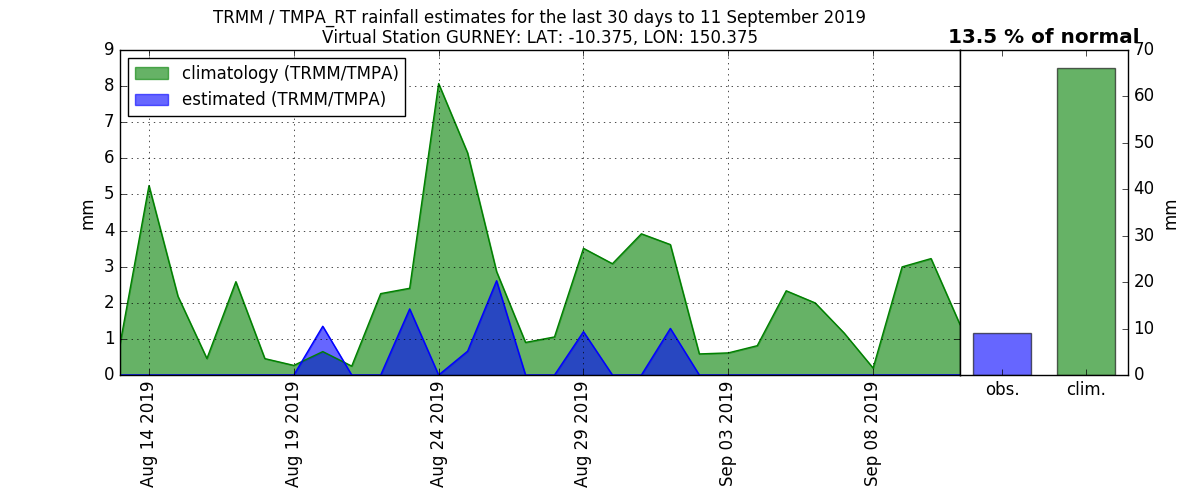 TRMM / TMPA_RT rainfall estimates for the last 30 days to 11 September 2019
Virtual Station GURNEY: LAT: -10.375, LON: 150.375
13.5 % of normal
climatology (TRMM/TMPA)
estimated (TRMM/TMPA)
9
8
7
6
5
4
3
2
1
0
mm
Aug 14 2019
Aug 19 2019
Aug 24 2019
Aug 29 2019
Sep 03 2019
Sep 08 2019
70
60
50
40
30
20
10
0
mm
obs.
clim.